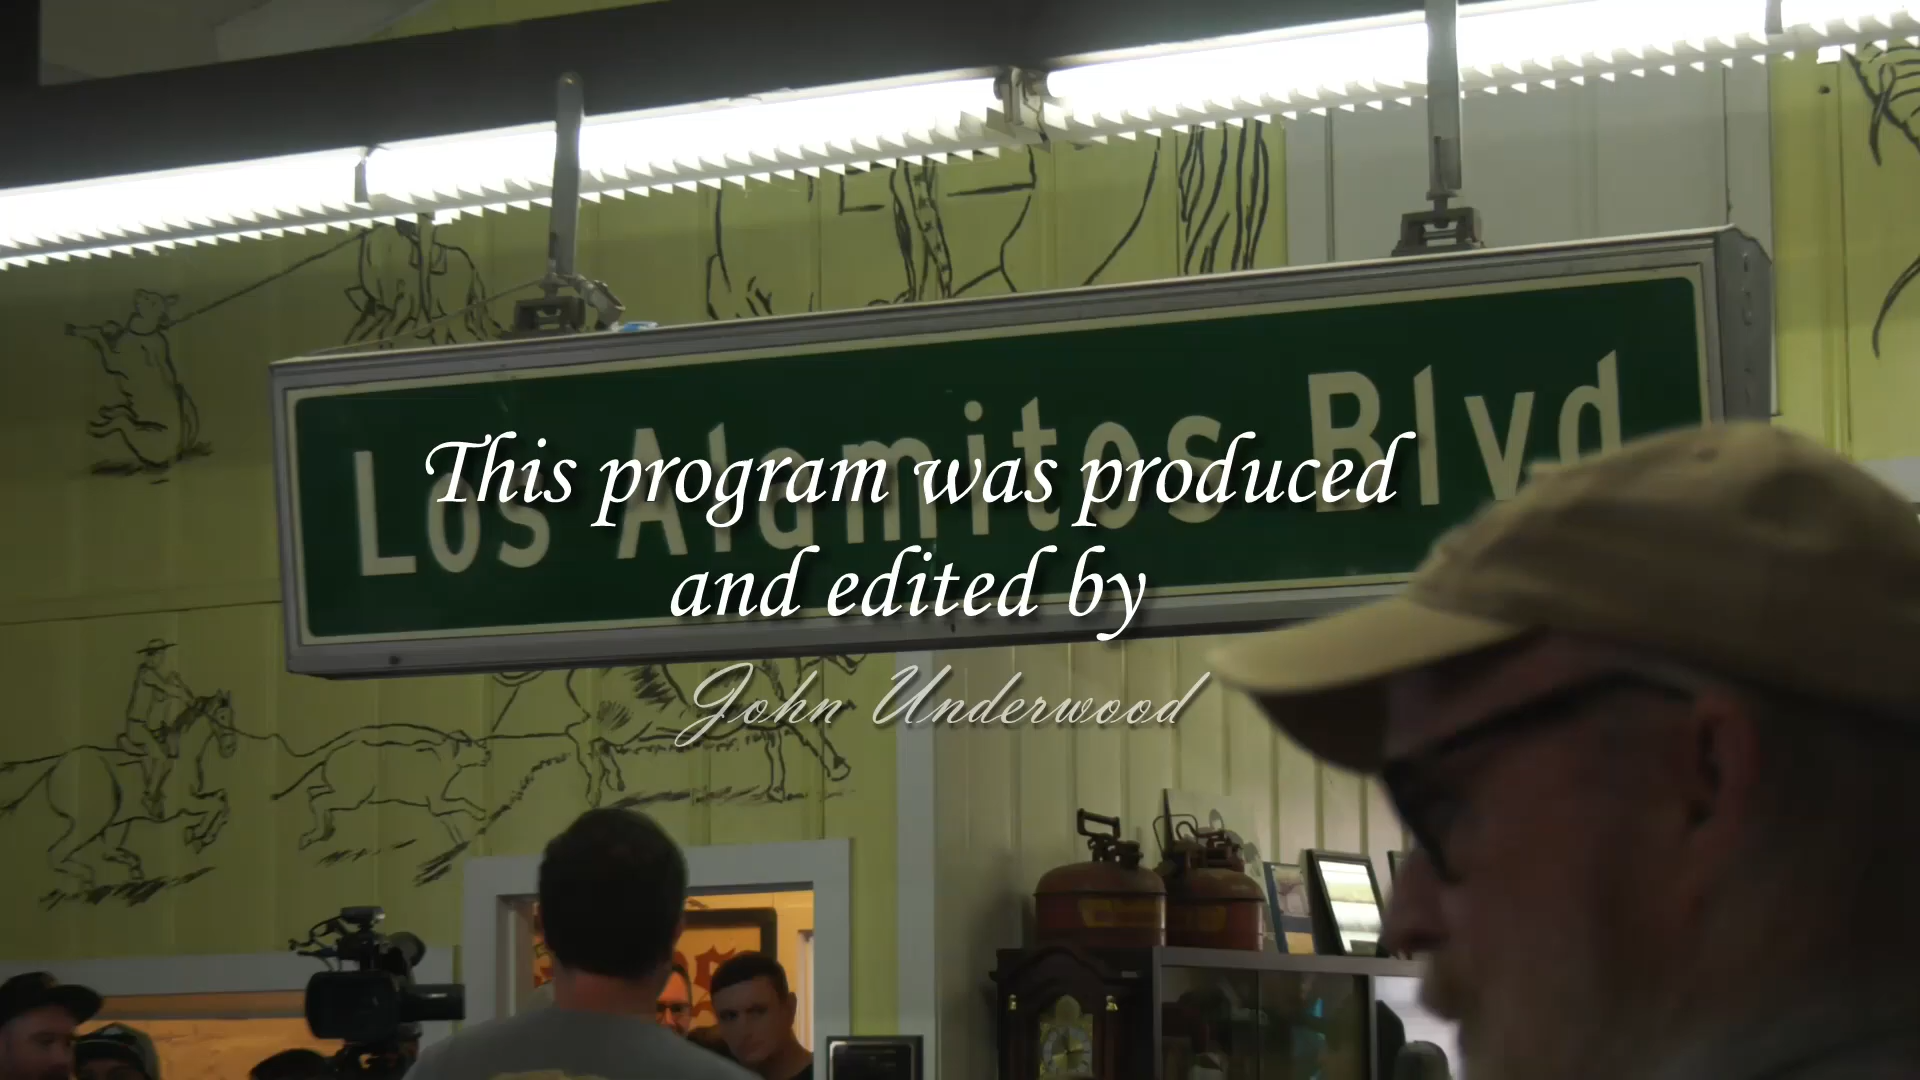 Los Alamitos Blvd
This program was produced
and edited by
John Underwood